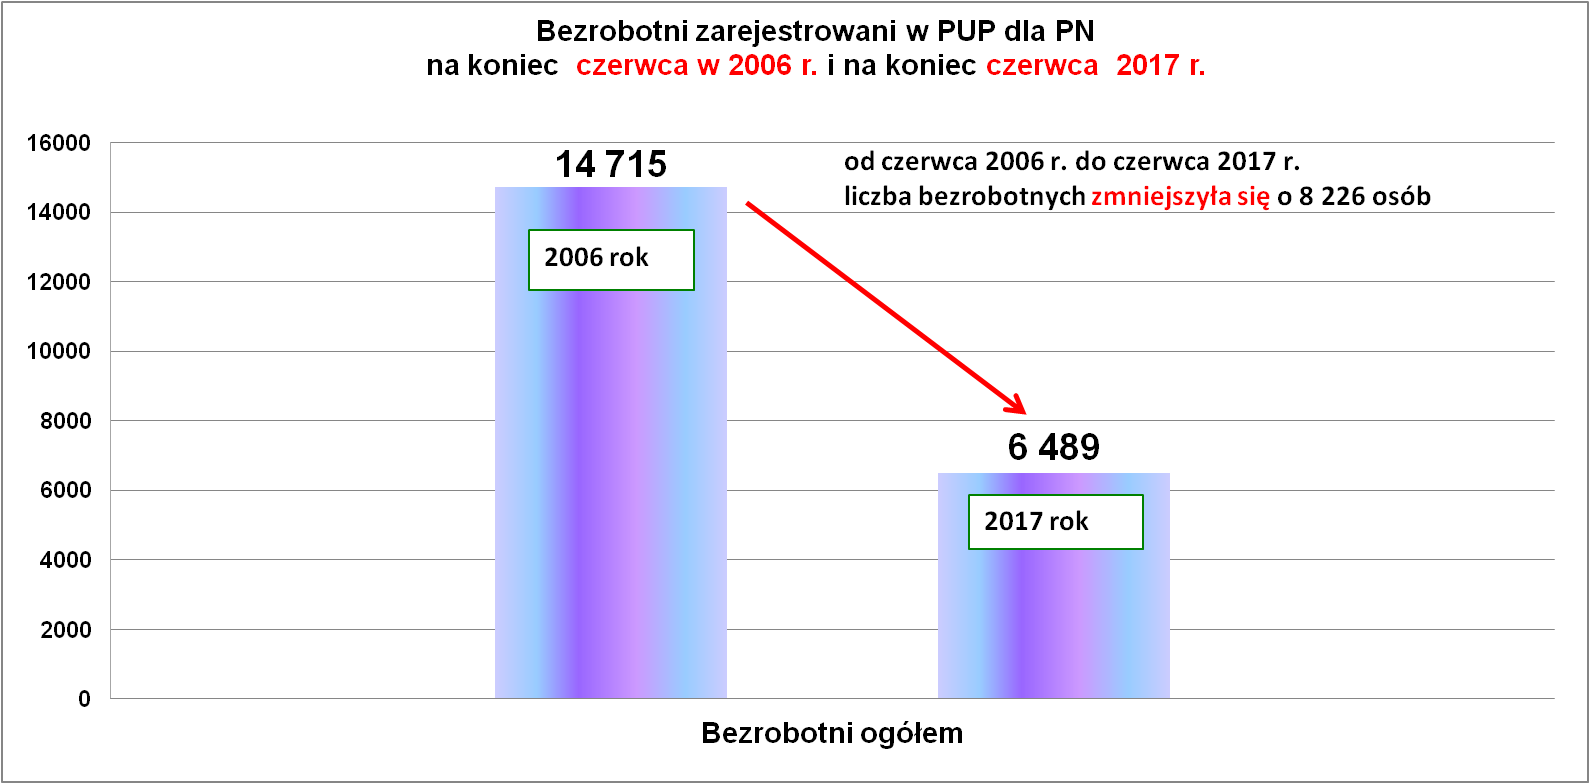 Bezrobotni zarejestrowani w PUP dla PN
na koniec czerwca w 2006 r. i na koniec czerwca 2017 r.
16000
14000
12000
10000
8000
6000
4000
2000
0
14 715
2006 rok
od czerwca 2006 r. do czerwca 2017 r.
liczba bezrobotnych zmniejszyła się o 8 226 osób
6 489
2017 rok
Bezrobotni ogółem